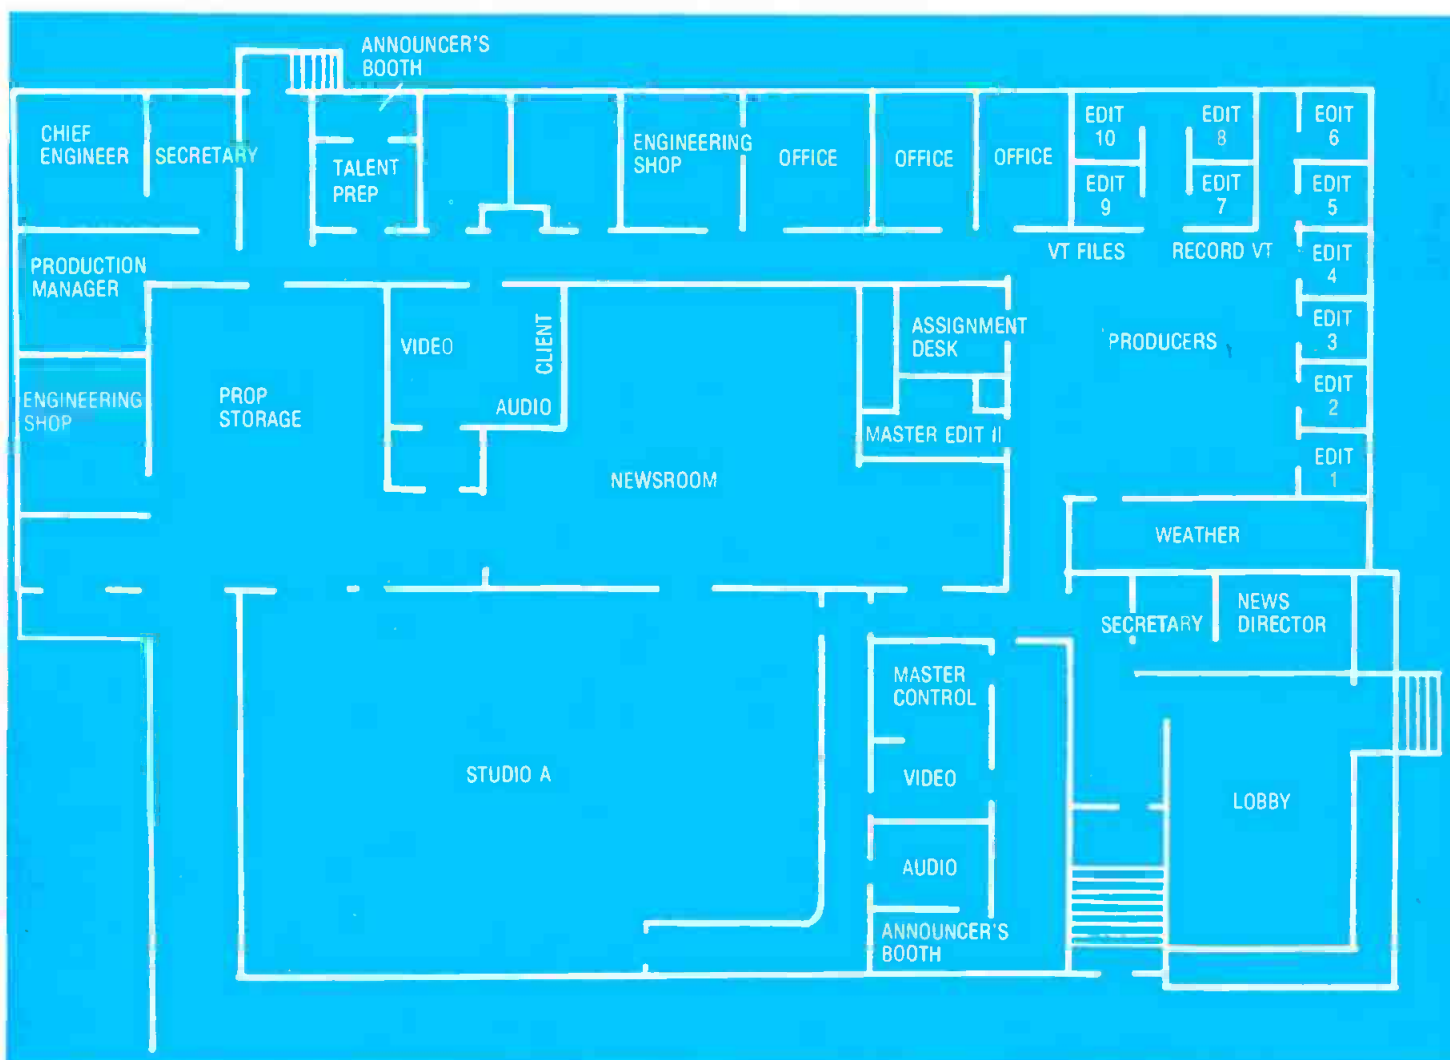 ANNOUNCER'S
BOOTH
CHIEF
ENGINEER
SECRETARY
TALENT
PREP
ENGINEERING
SHOP
OFFICE
OFFICE
OFFICE
EDIT
10
EDIT
8
EDIT
6
EDIT
9
EDIT
7
EDIT
5
VT FILES
RECORD VT
EDIT
4
PRODUCTION
MANAGER
VIDEO
CLIENT
AUDIO
ASSIGNMENT
DESK
PRODUCERS
EDIT
3
ENGINEERING
SHOP
PROP
STORAGE
EDIT
2
MASTER EDIT II
EDIT
1
NEWSROOM
WEATHER
SECRETARY
NEWS
DIRECTOR
MASTER
CONTROL
STUDIO A
VIDEO
LOBBY
AUDIO
ANNOUNCER'S
BOOTH